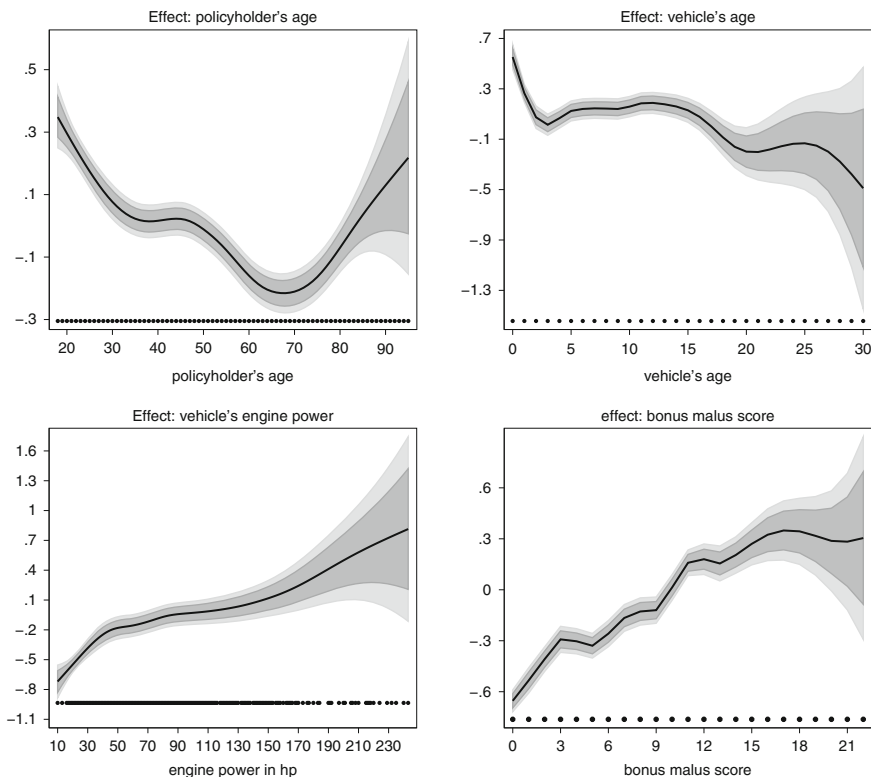 Effect: policyholder's age
.5
.3
.1
−.1
−.3
20 30 40 50 60 70 80 90
policyholder's age
Effect: vehicle's age
.7
.3
−.1
−.5
−.9
−1.3
0 5 10 15 20 25 30
vehicle's age
Effect: vehicle's engine power
1.6
1.3
1
.7
.4
.1
−.2
−.5
−.8
−1.1
10 30 50 70 90 110 130 150 170 190 210 230
engine power in hp
effect: bonus malus score
.6
.3
0
−.3
−.6
0 3 6 9 12 15 18 21
bonus malus score